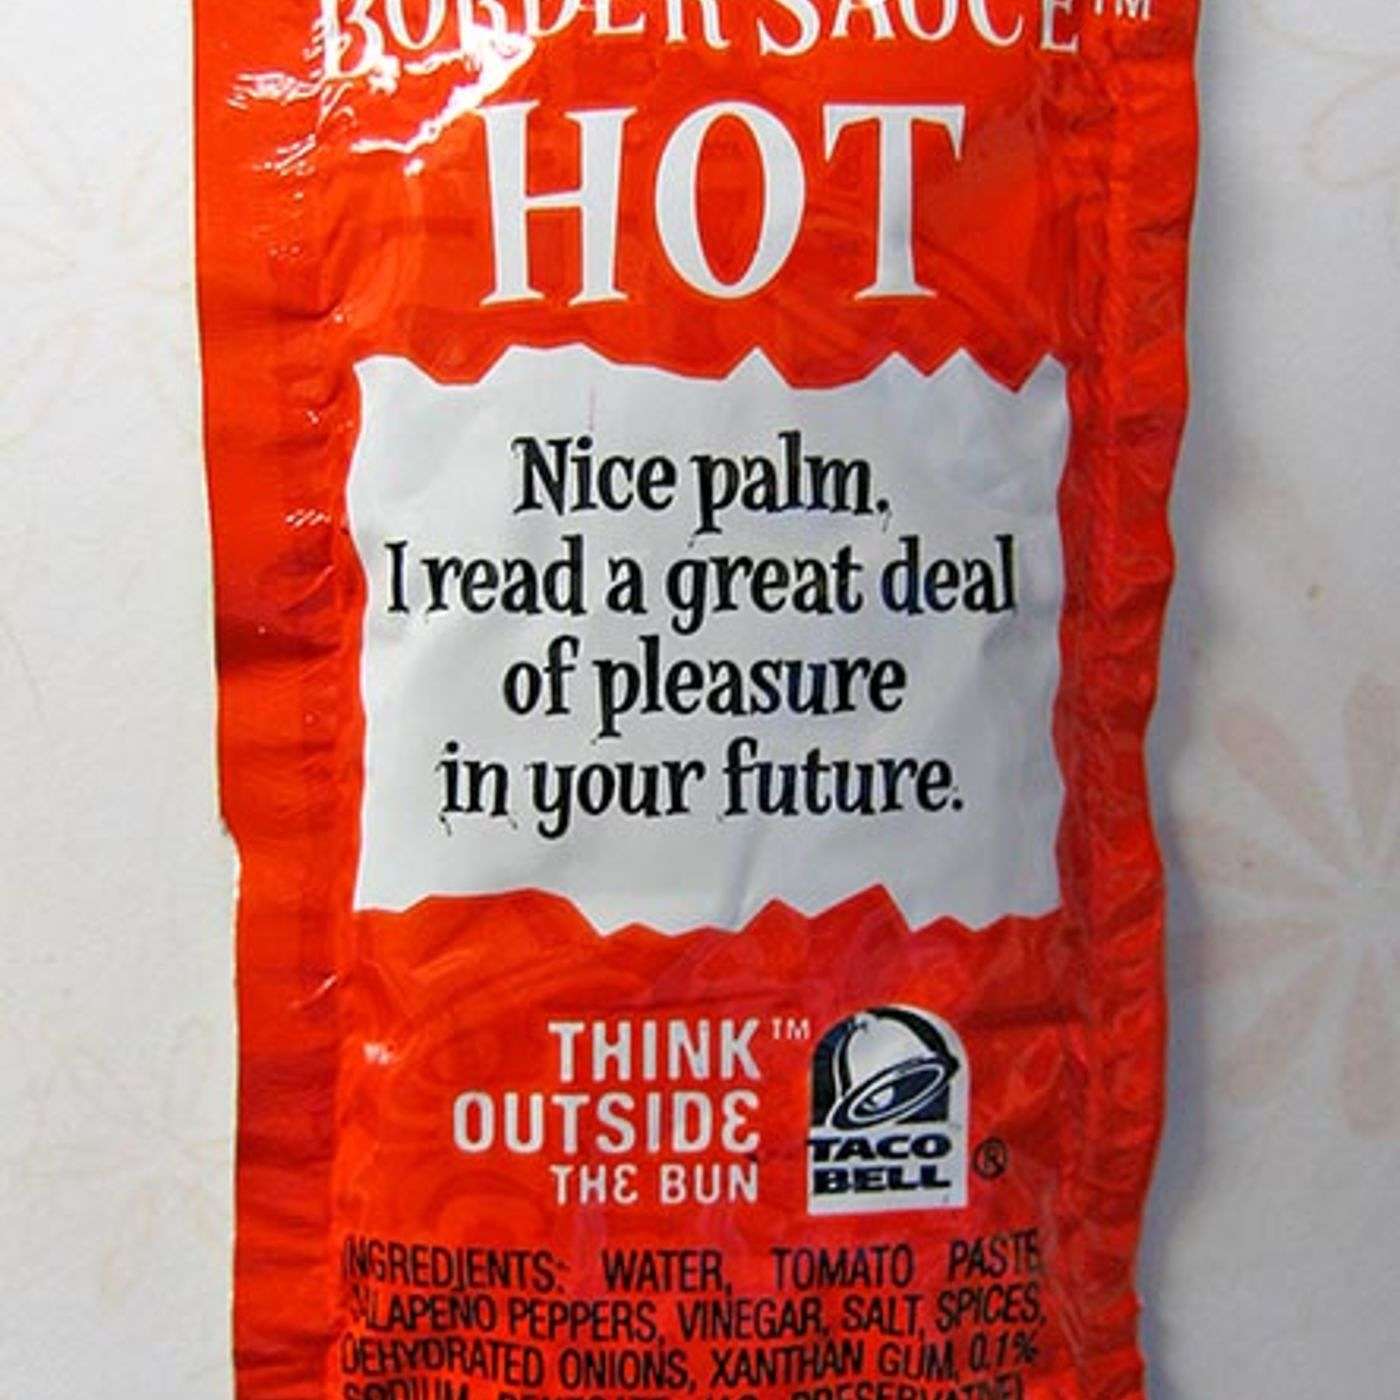 BORDER SAUCE™
HOT
Nice palm.
I read a great deal
of pleasure
in your future.
THINK™
OUTSIDE
THE BUN
TACO
BELL®
INGREDIENTS: WATER, TOMATO PASTE,
JALAPENO PEPPERS, VINEGAR, SALT, SPICES,
DEHYDRATED ONIONS, XANTHAN GUM, 0.1%
SODIUM